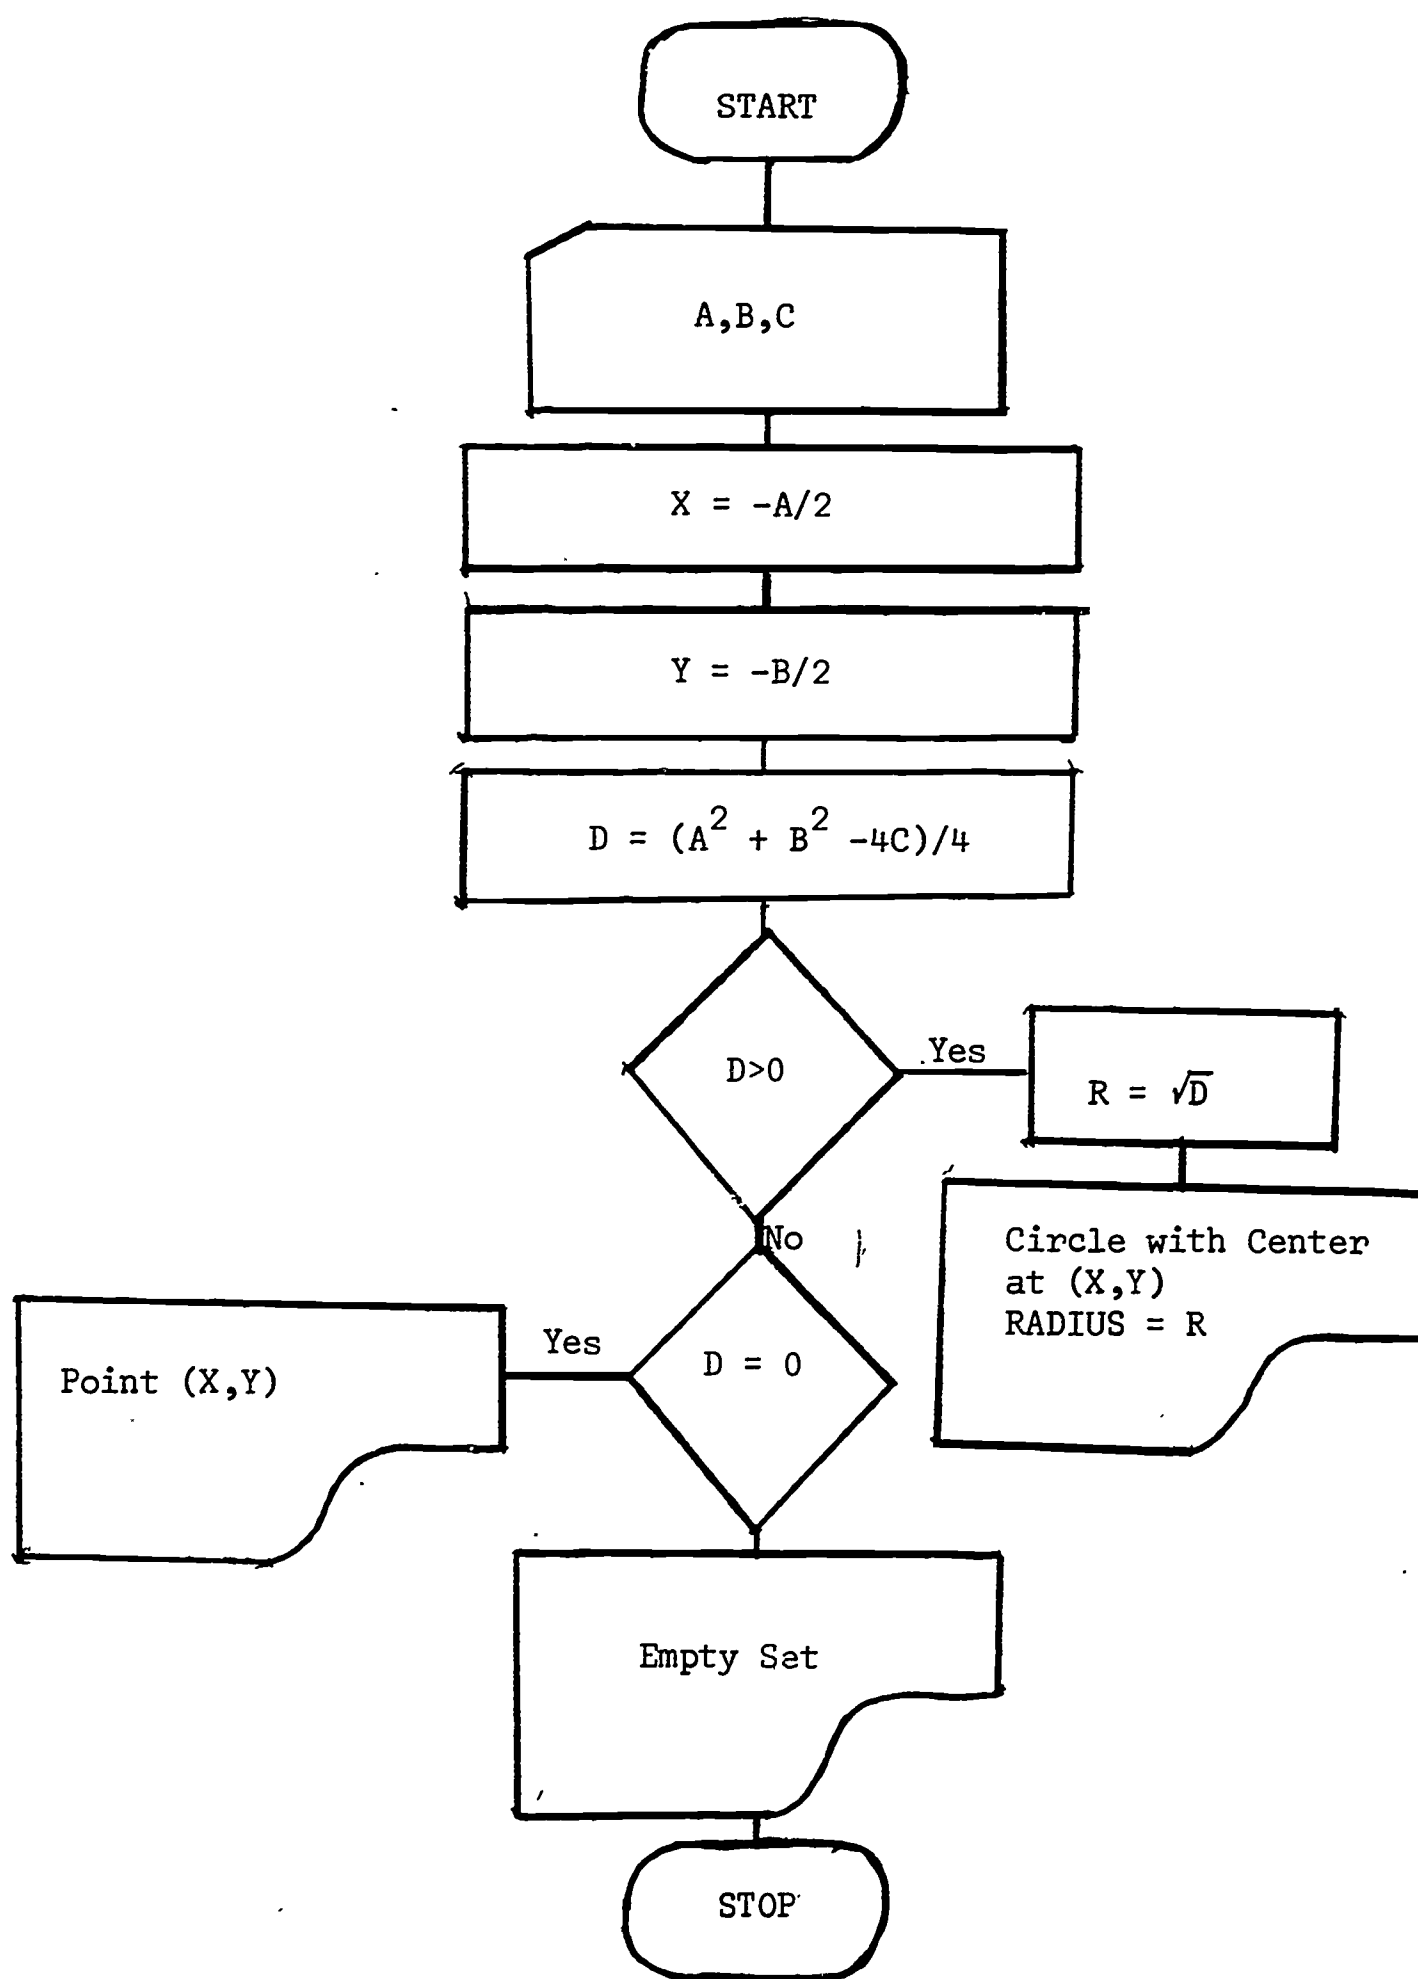 START
A,B,C
X = -A/2
Y = -B/2
D = (A² + B² -4C)/4
D>0
Yes
R = √D
No
Circle with Center
at (X,Y)
RADIUS = R
D = 0
Yes
Point (X,Y)
Empty Set
STOP